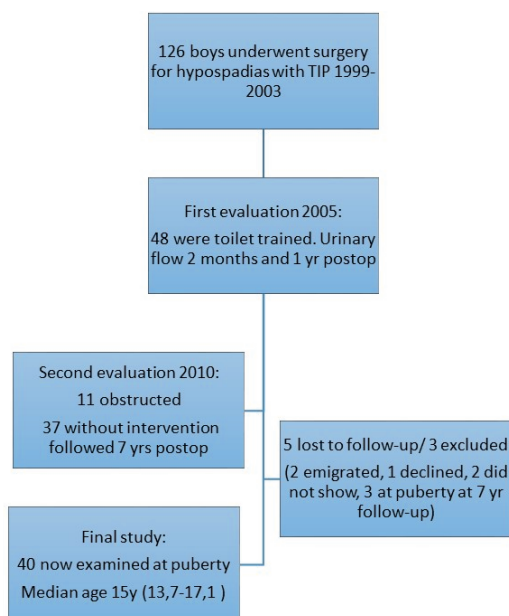 126 boys underwent surgery
for hypospadias with TIP 1999-
2003
First evaluation 2005:
48 were toilet trained. Urinary
flow 2 months and 1 yr postop
Second evaluation 2010:
11 obstructed
37 without intervention
followed 7 yrs postop
5 lost to follow-up/ 3 excluded
(2 emigrated, 1 declined, 2 did
not show, 3 at puberty at 7 yr
follow-up)
Final study:
40 now examined at puberty
Median age 15y (13,7-17,1 )